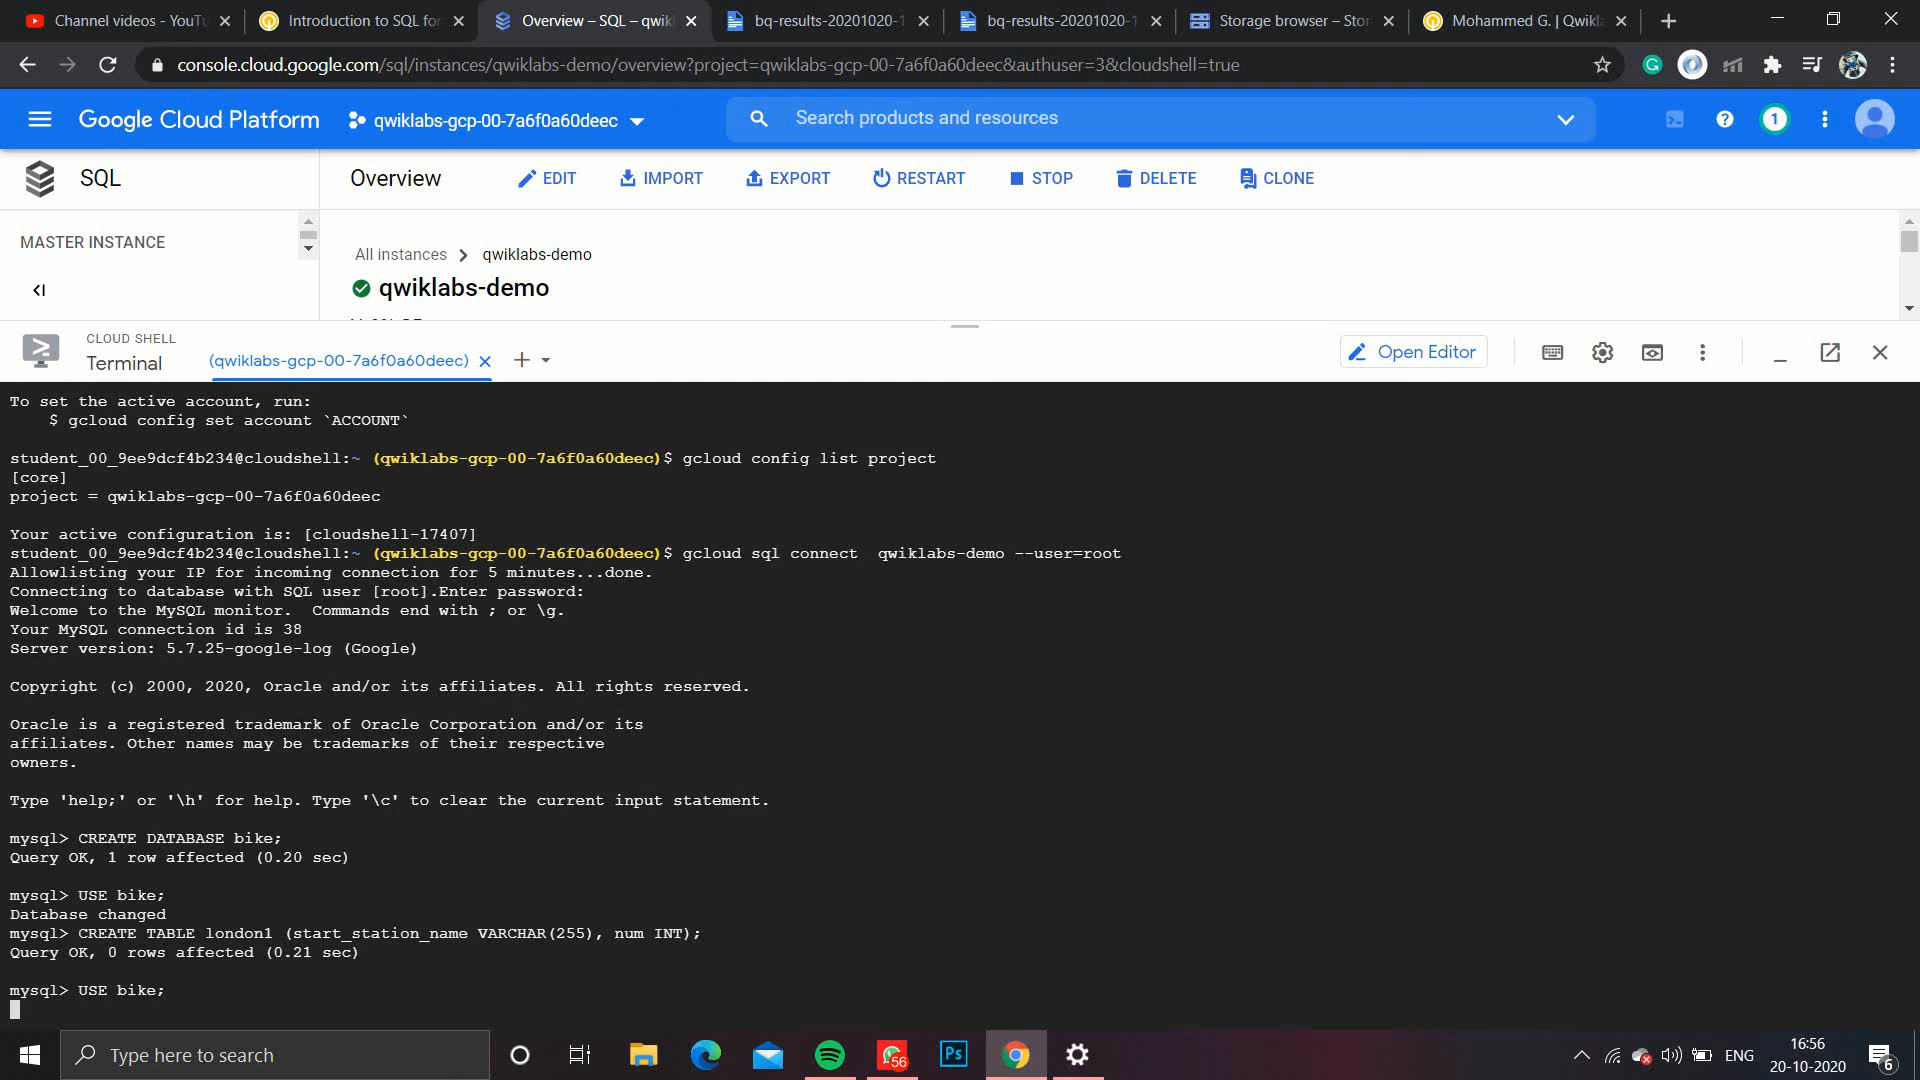 Channel videos - YouTu
Introduction to SQL for
Overview – SQL – qwikl
bq-results-20201020-1
bq-results-20201020-1
Storage browser – Stor
Mohammed G. | Qwikla
console.cloud.google.com/sql/instances/qwiklabs-demo/overview?project=qwiklabs-gcp-00-7a6f0a60deec&authuser=3&cloudshell=true
Google Cloud Platform
qwiklabs-gcp-00-7a6f0a60deec
Search products and resources
1
SQL
Overview
EDIT
IMPORT
EXPORT
RESTART
STOP
DELETE
CLONE
MASTER INSTANCE
All instances
qwiklabs-demo
qwiklabs-demo
CLOUD SHELL
Terminal
(qwiklabs-gcp-00-7a6f0a60deec)
Open Editor
To set the active account, run:
$ gcloud config set account `ACCOUNT`
student_00_9ee9dcf4b234@cloudshell:~ (qwiklabs-gcp-00-7a6f0a60deec)$ gcloud config list project
[core]
project = qwiklabs-gcp-00-7a6f0a60deec
Your active configuration is: [cloudshell-17407]
student_00_9ee9dcf4b234@cloudshell:~ (qwiklabs-gcp-00-7a6f0a60deec)$ gcloud sql connect  qwiklabs-demo --user=root
Allowlisting your IP for incoming connection for 5 minutes...done.
Connecting to database with SQL user [root].Enter password:
Welcome to the MySQL monitor.  Commands end with ; or \g.
Your MySQL connection id is 38
Server version: 5.7.25-google-log (Google)
Copyright (c) 2000, 2020, Oracle and/or its affiliates. All rights reserved.
Oracle is a registered trademark of Oracle Corporation and/or its
affiliates. Other names may be trademarks of their respective
owners.
Type 'help;' or '\h' for help. Type '\c' to clear the current input statement.
mysql> CREATE DATABASE bike;
Query OK, 1 row affected (0.20 sec)
mysql> USE bike;
Database changed
mysql> CREATE TABLE london1 (start_station_name VARCHAR(255), num INT);
Query OK, 0 rows affected (0.21 sec)
mysql> USE bike;
Type here to search
56
Ps
ENG
16:56
20-10-2020
6